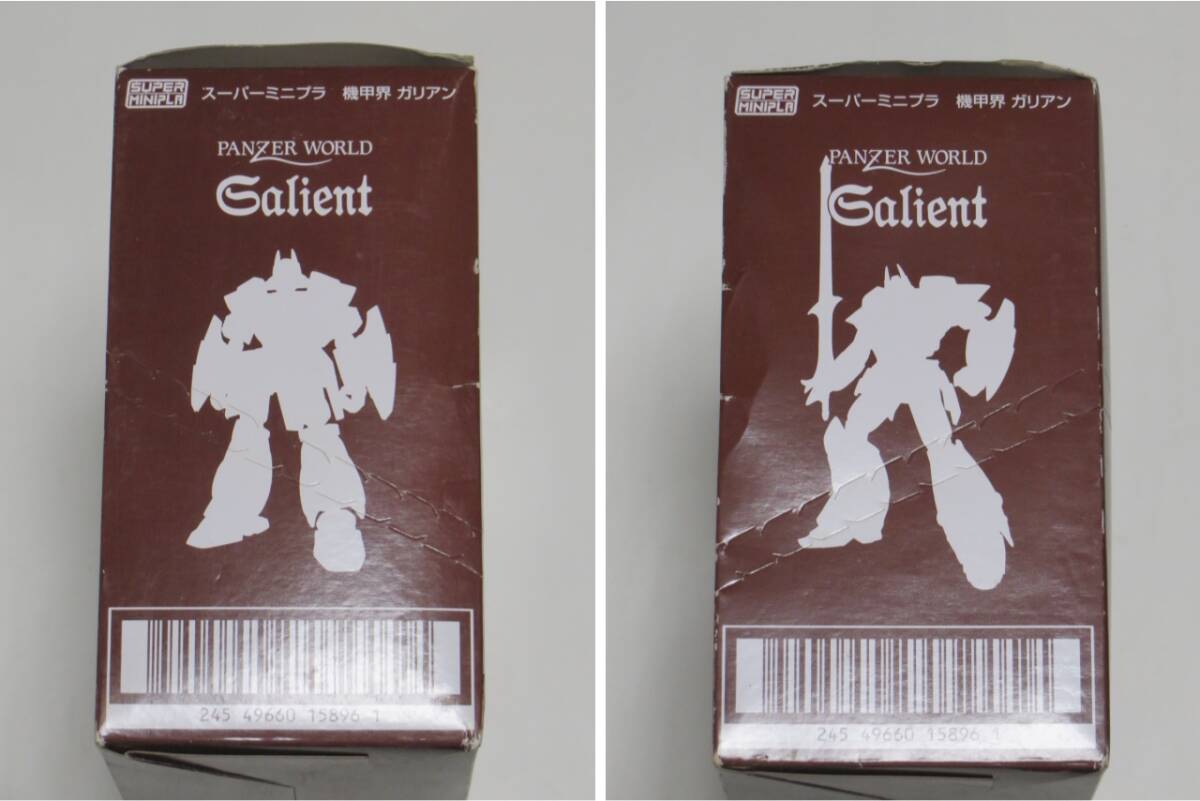 SUPER
MINIPLA
スーパーミニプラ 機甲界 ガリアン
PANZER WORLD
Galient
245 49660 15896 1
SUPER
MINIPLA
スーパーミニプラ 機甲界 ガリアン
PANZER WORLD
Galient
245 49660 15896 1